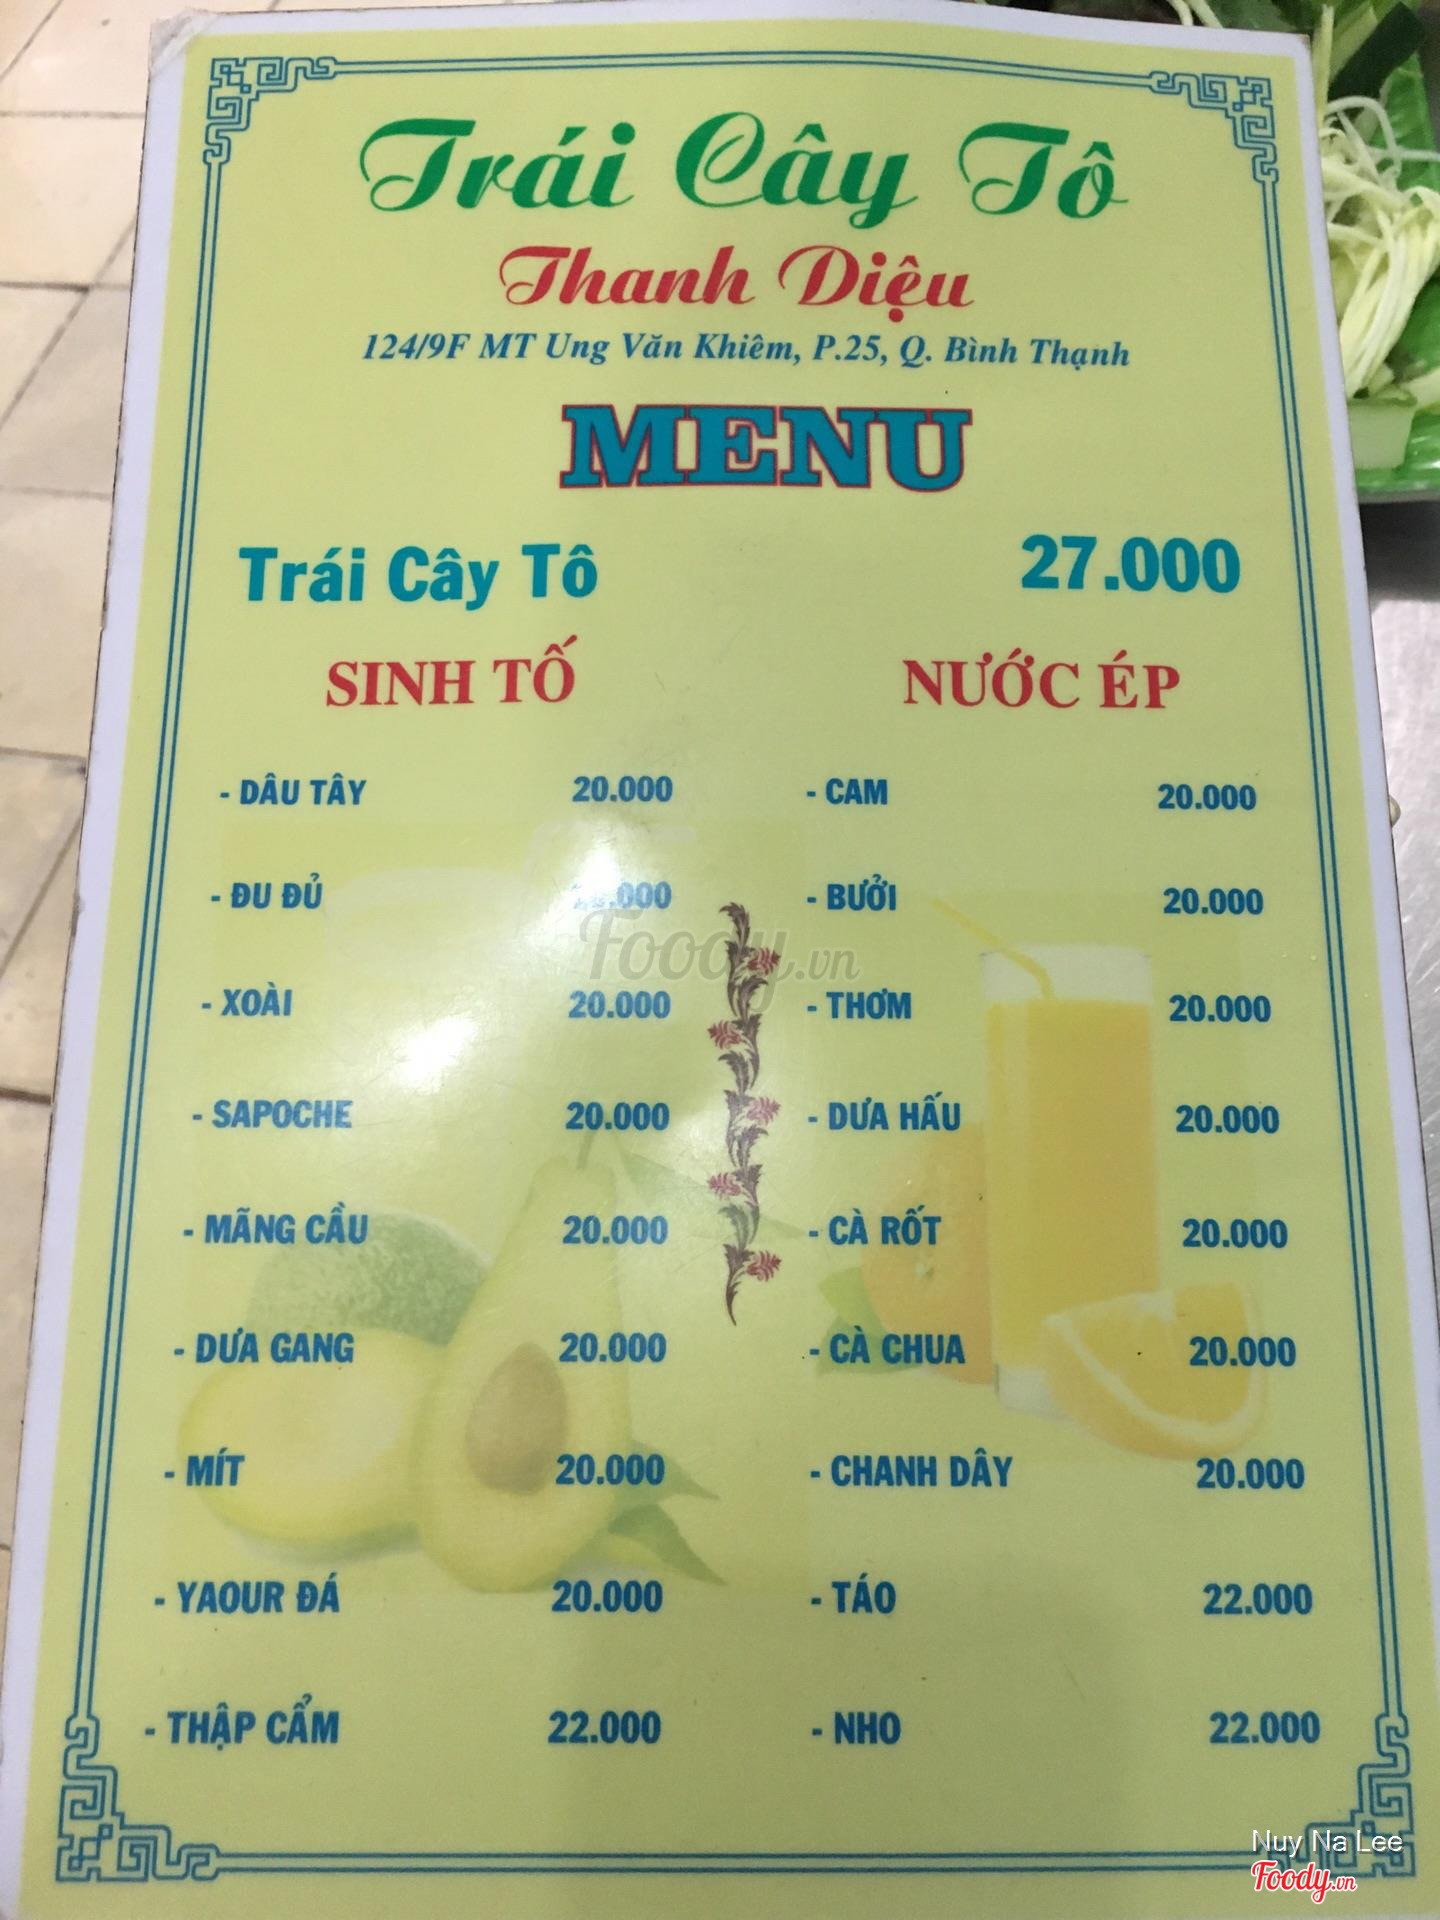 Trái Cây Tô
Thanh Diệu
124/9F MT Ung Văn Khiêm, P.25, Q. Bình Thạnh
MENU
Trái Cây Tô 27.000
SINH TỐ
- DÂU TÂY 20.000
- ĐU ĐỦ
- XOÀI 20.000
- SAPOCHE 20.000
- MÃNG CẦU 20.000
- DƯA GANG 20.000
- MÍT 20.000
- YAOUR ĐÁ 20.000
- THẬP CẨM 22.000
NƯỚC ÉP
- CAM 20.000
- BƯỞI 20.000
- THƠM 20.000
- DƯA HẤU 20.000
- CÀ RỐT 20.000
- CÀ CHUA 20.000
- CHANH DÂY 20.000
- TÁO 22.000
- NHO 22.000
Foody.vn
Nuy Na Lee
Foody.vn